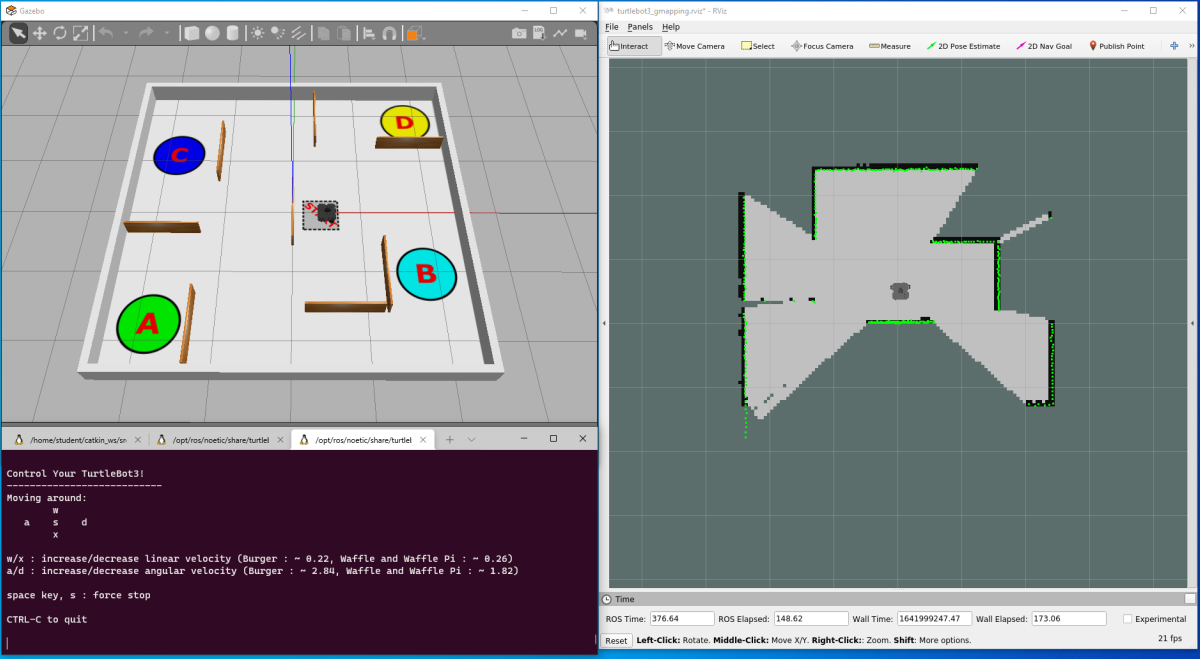 Gazebo
C
D
START
B
A
/home/student/catkin_ws/sr
/opt/ros/noetic/share/turtlel
/opt/ros/noetic/share/turtlel
Control Your TurtleBot3!
---------------------------
Moving around:
w
a s d
x
w/x : increase/decrease linear velocity (Burger : ~ 0.22, Waffle and Waffle Pi : ~ 0.26)
a/d : increase/decrease angular velocity (Burger : ~ 2.84, Waffle and Waffle Pi : ~ 1.82)
space key, s : force stop
CTRL-C to quit
turtlebot3_gmapping.rviz* - RViz
File Panels Help
Interact Move Camera Select Focus Camera Measure 2D Pose Estimate 2D Nav Goal Publish Point
Time
ROS Time: 376.64 ROS Elapsed: 148.62 Wall Time: 1641999247.47 Wall Elapsed: 173.06 Experimental
Reset Left-Click: Rotate. Middle-Click: Move X/Y. Right-Click:: Zoom. Shift: More options. 21 fps